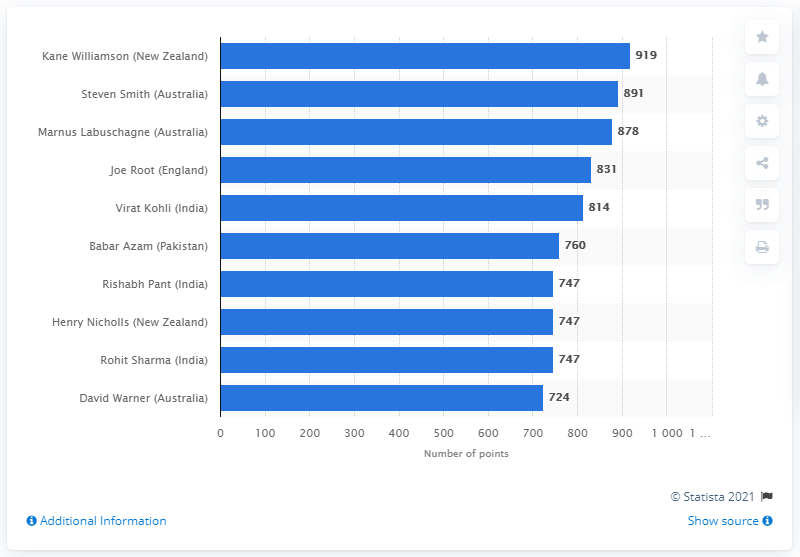 Kane Williamson (New Zealand) 919
Steven Smith (Australia) 891
Marnus Labuschagne (Australia) 878
Joe Root (England) 831
Virat Kohli (India) 814
Babar Azam (Pakistan) 760
Rishabh Pant (India) 747
Henry Nicholls (New Zealand) 747
Rohit Sharma (India) 747
David Warner (Australia) 724
0 100 200 300 400 500 600 700 800 900 1 000 1 ...
Number of points
© Statista 2021
Additional Information
Show source